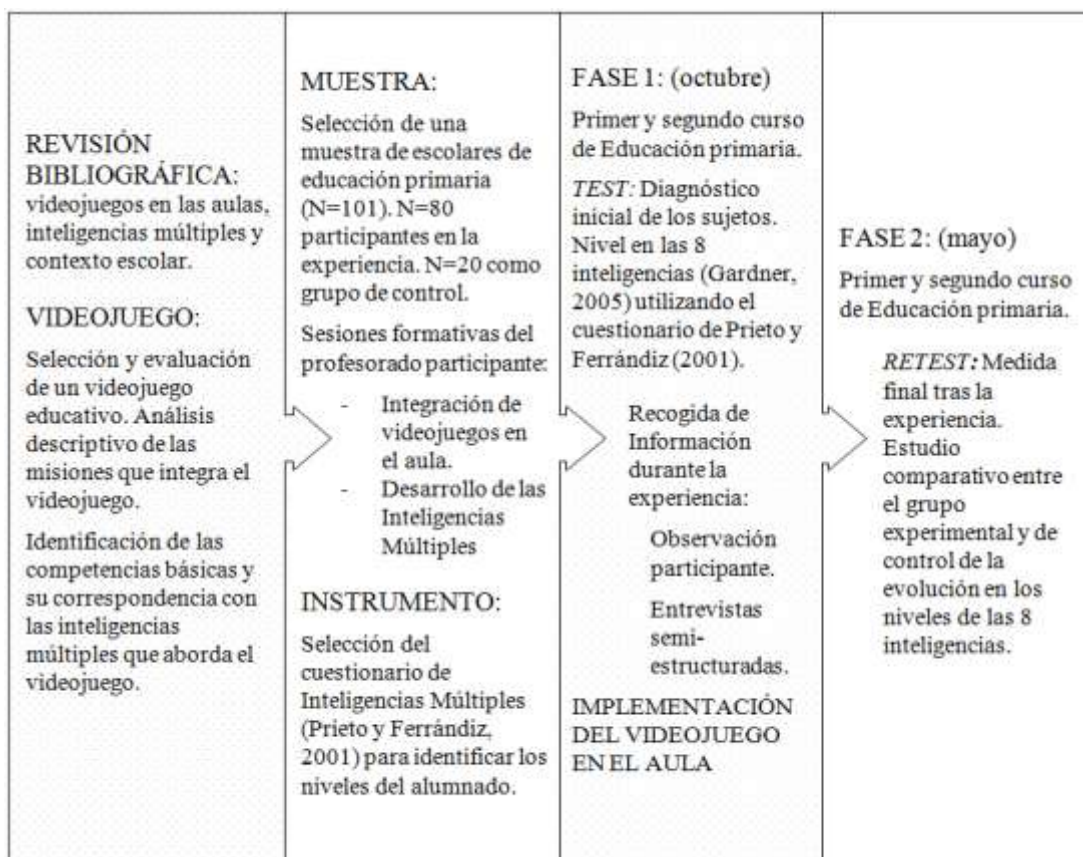 REVISIÓN
BIBLIOGRÁFICA:
videojuegos en las aulas,
inteligencias múltiples y
contexto escolar.
VIDEOJUEGO:
Selección y evaluación
de un videojuego
educativo. Análisis
descriptivo de las
misiones que integra el
videojuego.
Identificación de las
competencias básicas y
su correspondencia con
las inteligencias
múltiples que aborda el
videojuego.
MUESTRA:
Selección de una
muestra de escolares de
educación primaria
(N=101). N=80
participantes en la
experiencia. N=20 como
grupo de control.
Sesiones formativas del
profesorado participante:
- Integración de
videojuegos en
el aula.
- Desarrollo de las
Inteligencias
Múltiples
INSTRUMENTO:
Selección del
cuestionario de
Inteligencias Múltiples
(Prieto y Ferrándiz,
2001) para identificar los
niveles del alumnado.
FASE 1: (octubre)
Primer y segundo curso
de Educación primaria.
TEST: Diagnóstico
inicial de los sujetos.
Nivel en las 8
inteligencias (Gardner,
2005) utilizando el
cuestionario de Prieto y
Ferrándiz (2001).
Recogida de
Información
durante la
experiencia:
Observación
participante.
Entrevistas
semi-
estructuradas.
IMPLEMENTACIÓN
DEL VIDEOJUEGO
EN EL AULA
FASE 2: (mayo)
Primer y segundo curso
de Educación primaria.
RETEST: Medida
final tras la
experiencia.
Estudio
comparativo entre
el grupo
experimental y de
control de la
evolución en los
niveles de las 8
inteligencias.